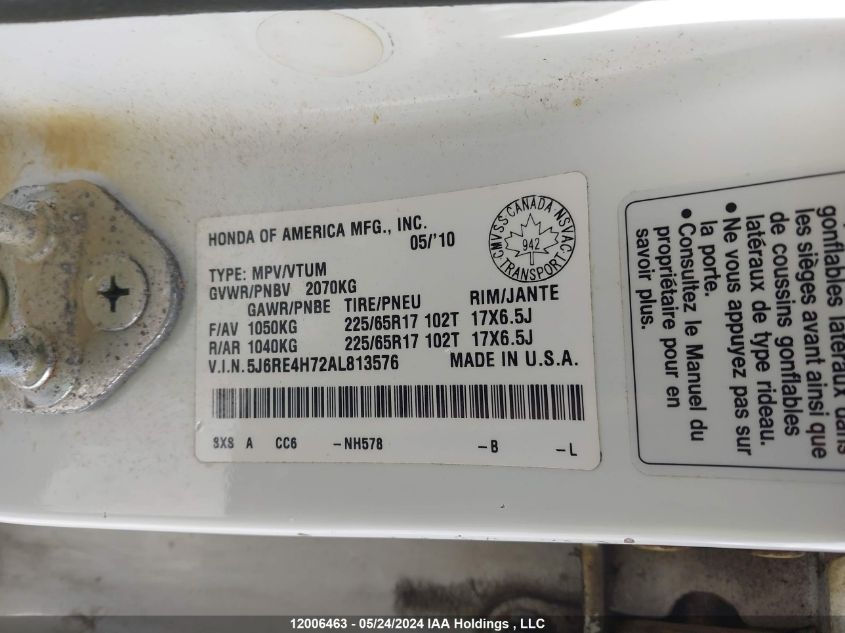 HONDA OF AMERICA MFG., INC.
05/'10
TYPE: MPV/VTUM
GVWR/PNBV 2070KG
GAWR/PNBE TIRE/PNEU RIM/JANTE
F/AV 1050KG 225/65R17 102T 17X6.5J
R/AR 1040KG 225/65R17 102T 17X6.5J
V.I.N.5J6RE4H72AL813576 MADE IN U.S.A.
SXS A CC6 -NH578 -B -L
CANADA NSVAC
CMVSS
942
TRANSPORT
gonflables latéraux dans
les sièges avant ainsi que
de coussins gonflables
latéraux de type rideau.
• Ne vous appuyez pas sur
la porte.
• Consultez le Manuel du
propriétaire pour en
savoir plus.
12006463 - 05/24/2024 IAA Holdings , LLC